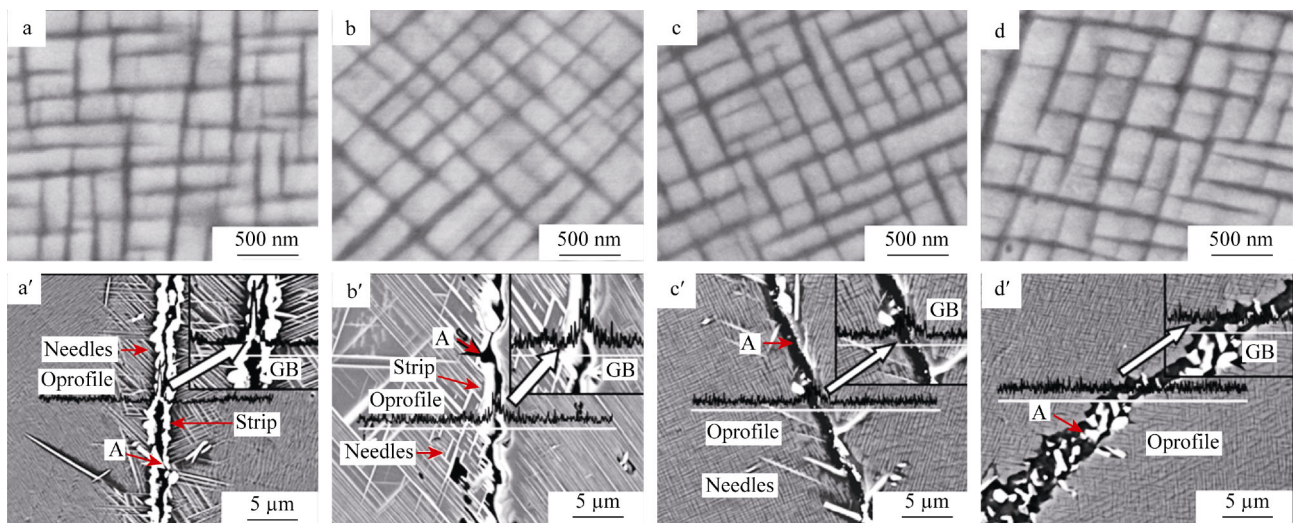 a
b
c
d
500 nm
500 nm
500 nm
500 nm
a′
b′
c′
d′
Needles
Oprofile
GB
Strip
A
5 µm
A
Strip
Oprofile
GB
Needles
5 µm
A
GB
Oprofile
Needles
5 µm
GB
A
Oprofile
5 µm